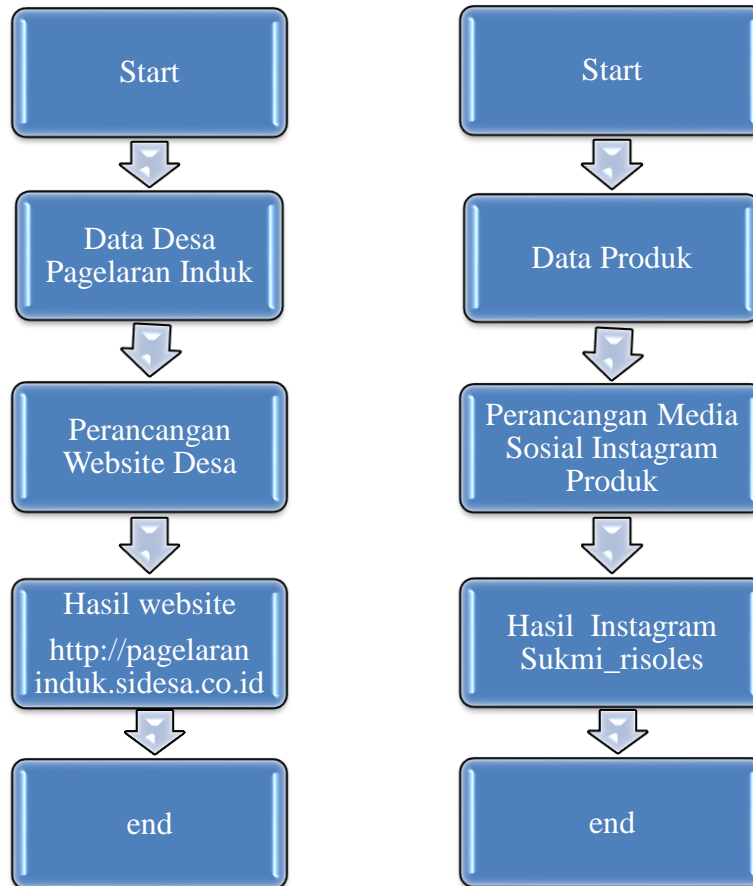 Start
Data Desa
Pagelaran Induk
Perancangan
Website Desa
Hasil website
http://pagelaran
induk.sidesa.co.id
end
Start
Data Produk
Perancangan Media
Sosial Instagram
Produk
Hasil  Instagram
Sukmi_risoles
end